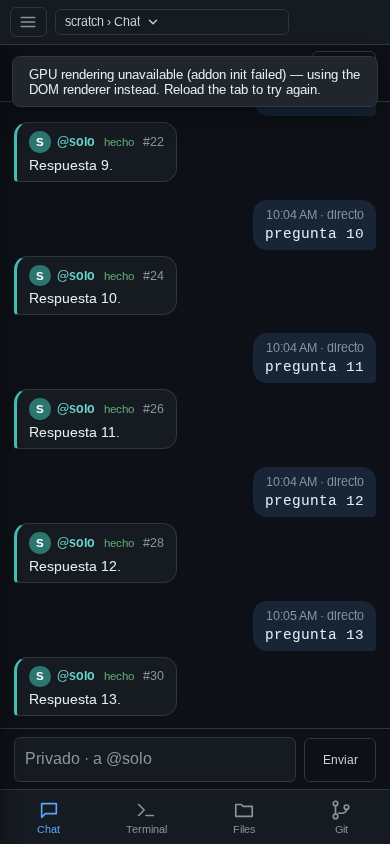 scratch › Chat
GPU rendering unavailable (addon init failed) — using the
DOM renderer instead. Reload the tab to try again.
S @solo hecho #22
Respuesta 9.
10:04 AM · directo
pregunta 10
S @solo hecho #24
Respuesta 10.
10:04 AM · directo
pregunta 11
S @solo hecho #26
Respuesta 11.
10:04 AM · directo
pregunta 12
S @solo hecho #28
Respuesta 12.
10:05 AM · directo
pregunta 13
S @solo hecho #30
Respuesta 13.
Privado · a @solo
Enviar
Chat Terminal Files Git